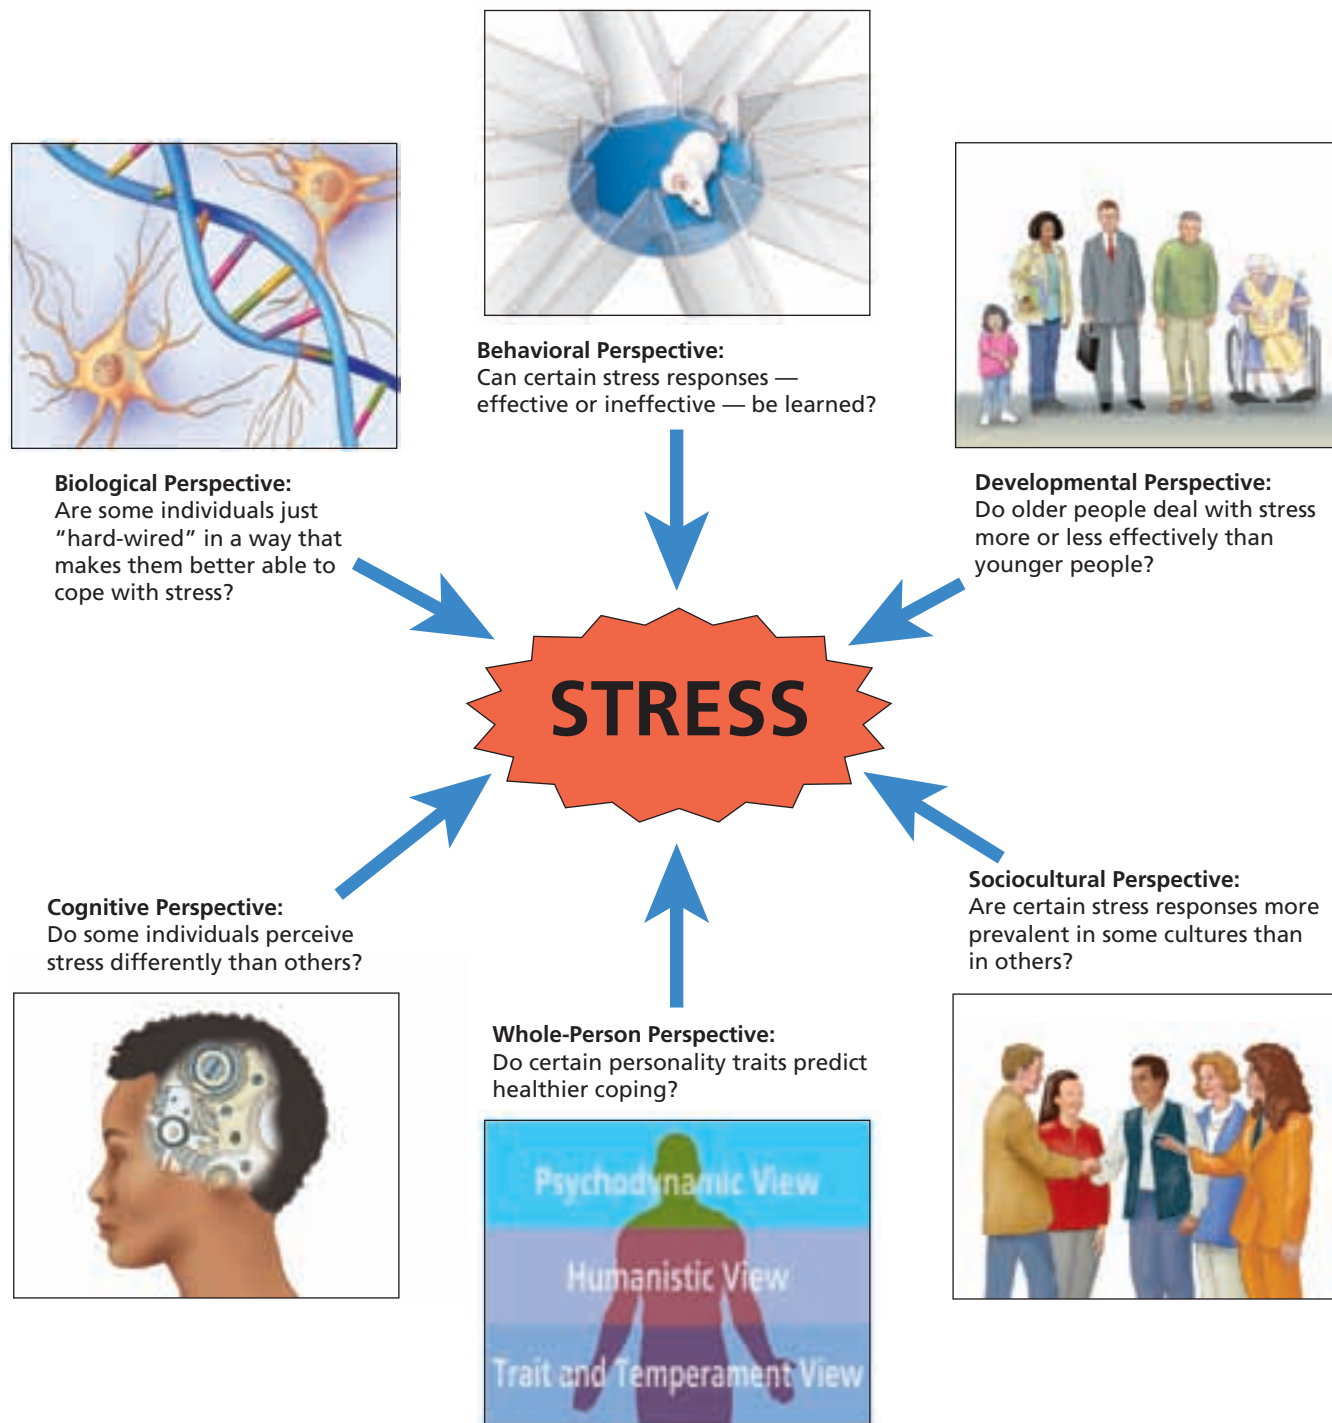 Behavioral Perspective:
Can certain stress responses —
effective or ineffective — be learned?
Biological Perspective:
Are some individuals just
“hard-wired” in a way that
makes them better able to
cope with stress?
Developmental Perspective:
Do older people deal with stress
more or less effectively than
younger people?
STRESS
Cognitive Perspective:
Do some individuals perceive
stress differently than others?
Sociocultural Perspective:
Are certain stress responses more
prevalent in some cultures than
in others?
Whole-Person Perspective:
Do certain personality traits predict
healthier coping?
Psychodynamic View
Humanistic View
Trait and Temperament View